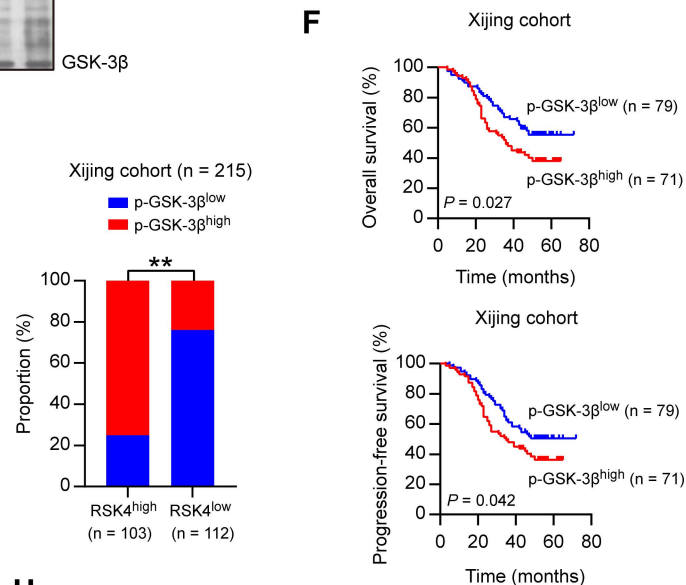 GSK-3β
Xijing cohort (n = 215)
p-GSK-3βlow
p-GSK-3βhigh
**
100
80
60
40
20
0
Proportion (%)
RSK4high
(n = 103)
RSK4low
(n = 112)
F
Xijing cohort
Overall survival (%)
100
80
60
40
20
0
p-GSK-3βlow (n = 79)
p-GSK-3βhigh (n = 71)
P = 0.027
0 20 40 60 80
Time (months)
Xijing cohort
Progression-free survival (%)
100
80
60
40
20
0
p-GSK-3βlow (n = 79)
p-GSK-3βhigh (n = 71)
P = 0.042
0 20 40 60 80
Time (months)